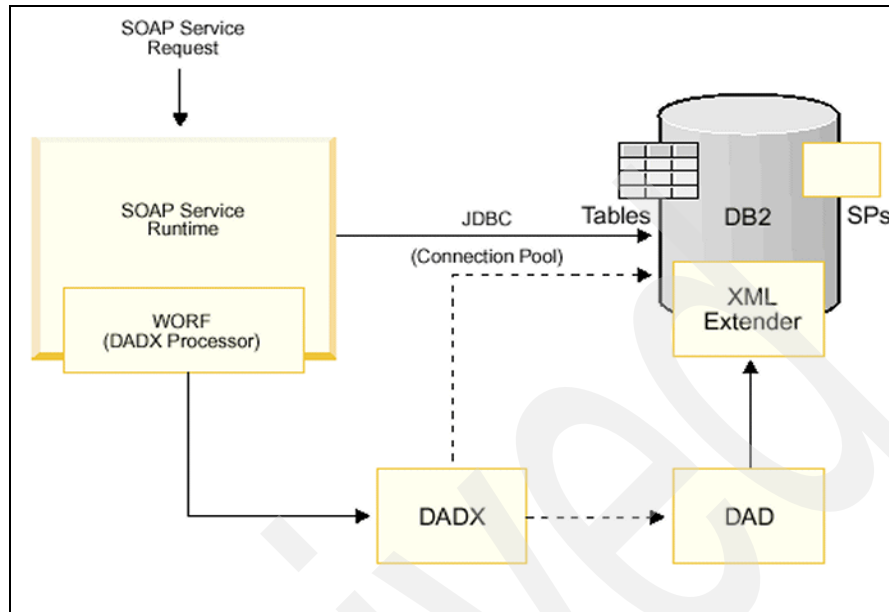 SOAP Service
Request
SOAP Service
Runtime
WORF
(DADX Processor)
JDBC
(Connection Pool)
Tables
DB2
SPs
XML
Extender
DADX
DAD